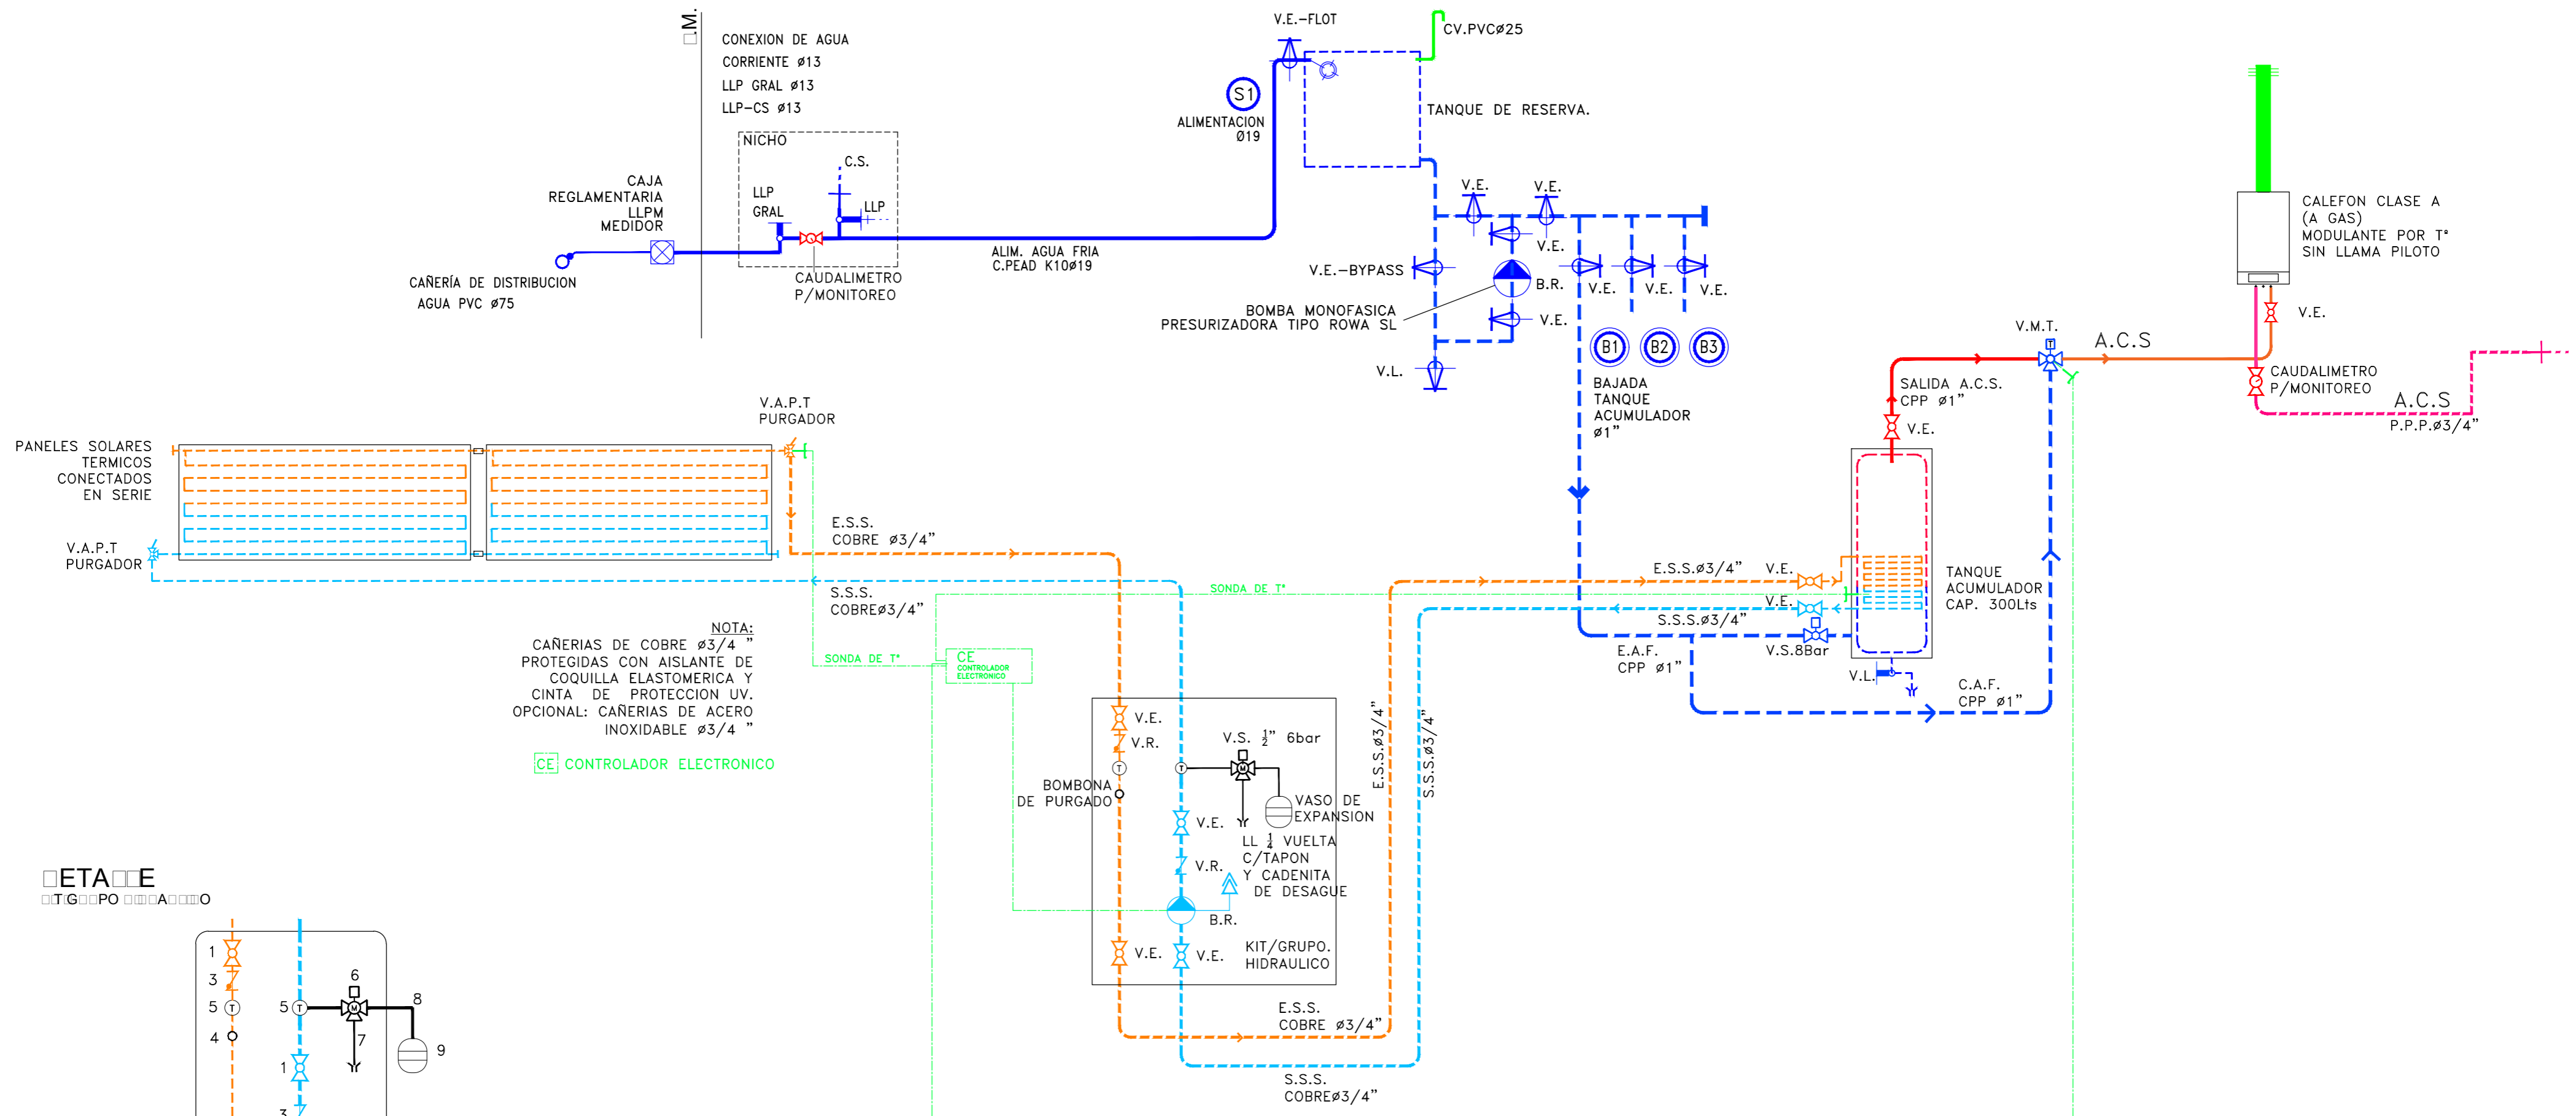 .M.
CONEXION DE AGUA
CORRIENTE ø13
LLP GRAL ø13
LLP-CS ø13
NICHO
C.S.
LLP
GRAL
LLP
CAJA
REGLAMENTARIA
LLPM
MEDIDOR
CAÑERÍA DE DISTRIBUCION
AGUA PVC ø75
CAUDALIMETRO
P/MONITOREO
ALIM. AGUA FRIA
C.PEAD K10ø19
S1
ALIMENTACION
Ø19
V.E.-FLOT
CV.PVCø25
TANQUE DE RESERVA.
V.E.
V.E.
V.E.
V.E.-BYPASS
B.R.
V.E.
V.E.
V.E.
BOMBA MONOFASICA
PRESURIZADORA TIPO ROWA SL
V.E.
V.L.
B1
B2
B3
BAJADA
TANQUE
ACUMULADOR
ø1"
CALEFON CLASE A
(A GAS)
MODULANTE POR Tª
SIN LLAMA PILOTO
V.E.
V.M.T.
T
A.C.S
CAUDALIMETRO
P/MONITOREO
A.C.S
P.P.P.ø3/4"
SALIDA A.C.S.
CPP ø1"
V.E.
PANELES SOLARES
TERMICOS
CONECTADOS
EN SERIE
V.A.P.T
PURGADOR
V.A.P.T
PURGADOR
E.S.S.
COBRE ø3/4"
S.S.S.
COBREø3/4"
SONDA DE Tª
SONDA DE Tª
E.S.S.ø3/4"
V.E.
V.E.
S.S.S.ø3/4"
TANQUE
ACUMULADOR
CAP. 300Lts
E.A.F.
CPP ø1"
V.S.8Bar
V.L.
C.A.F.
CPP ø1"
NOTA:
CAÑERIAS DE COBRE ø3/4 "
PROTEGIDAS CON AISLANTE DE
COQUILLA ELASTOMERICA Y
CINTA DE PROTECCION UV.
OPCIONAL: CAÑERIAS DE ACERO
INOXIDABLE ø3/4 "
CE CONTROLADOR ELECTRONICO
CE
CONTROLADOR
ELECTRONICO
V.E.
V.R.
T
BOMBONA
DE PURGADO
V.S. ½" 6bar
T
M
VASO DE
EXPANSION
V.E.
LL ¼ VUELTA
C/TAPON
Y CADENITA
DE DESAGUE
V.R.
B.R.
V.E.
V.E.
KIT/GRUPO.
HIDRAULICO
E.S.S.ø3/4"
S.S.S.ø3/4"
E.S.S.
COBRE ø3/4"
S.S.S.
COBREø3/4"
1
3
5
T
4
5
T
6
M
7
8
9
1
3